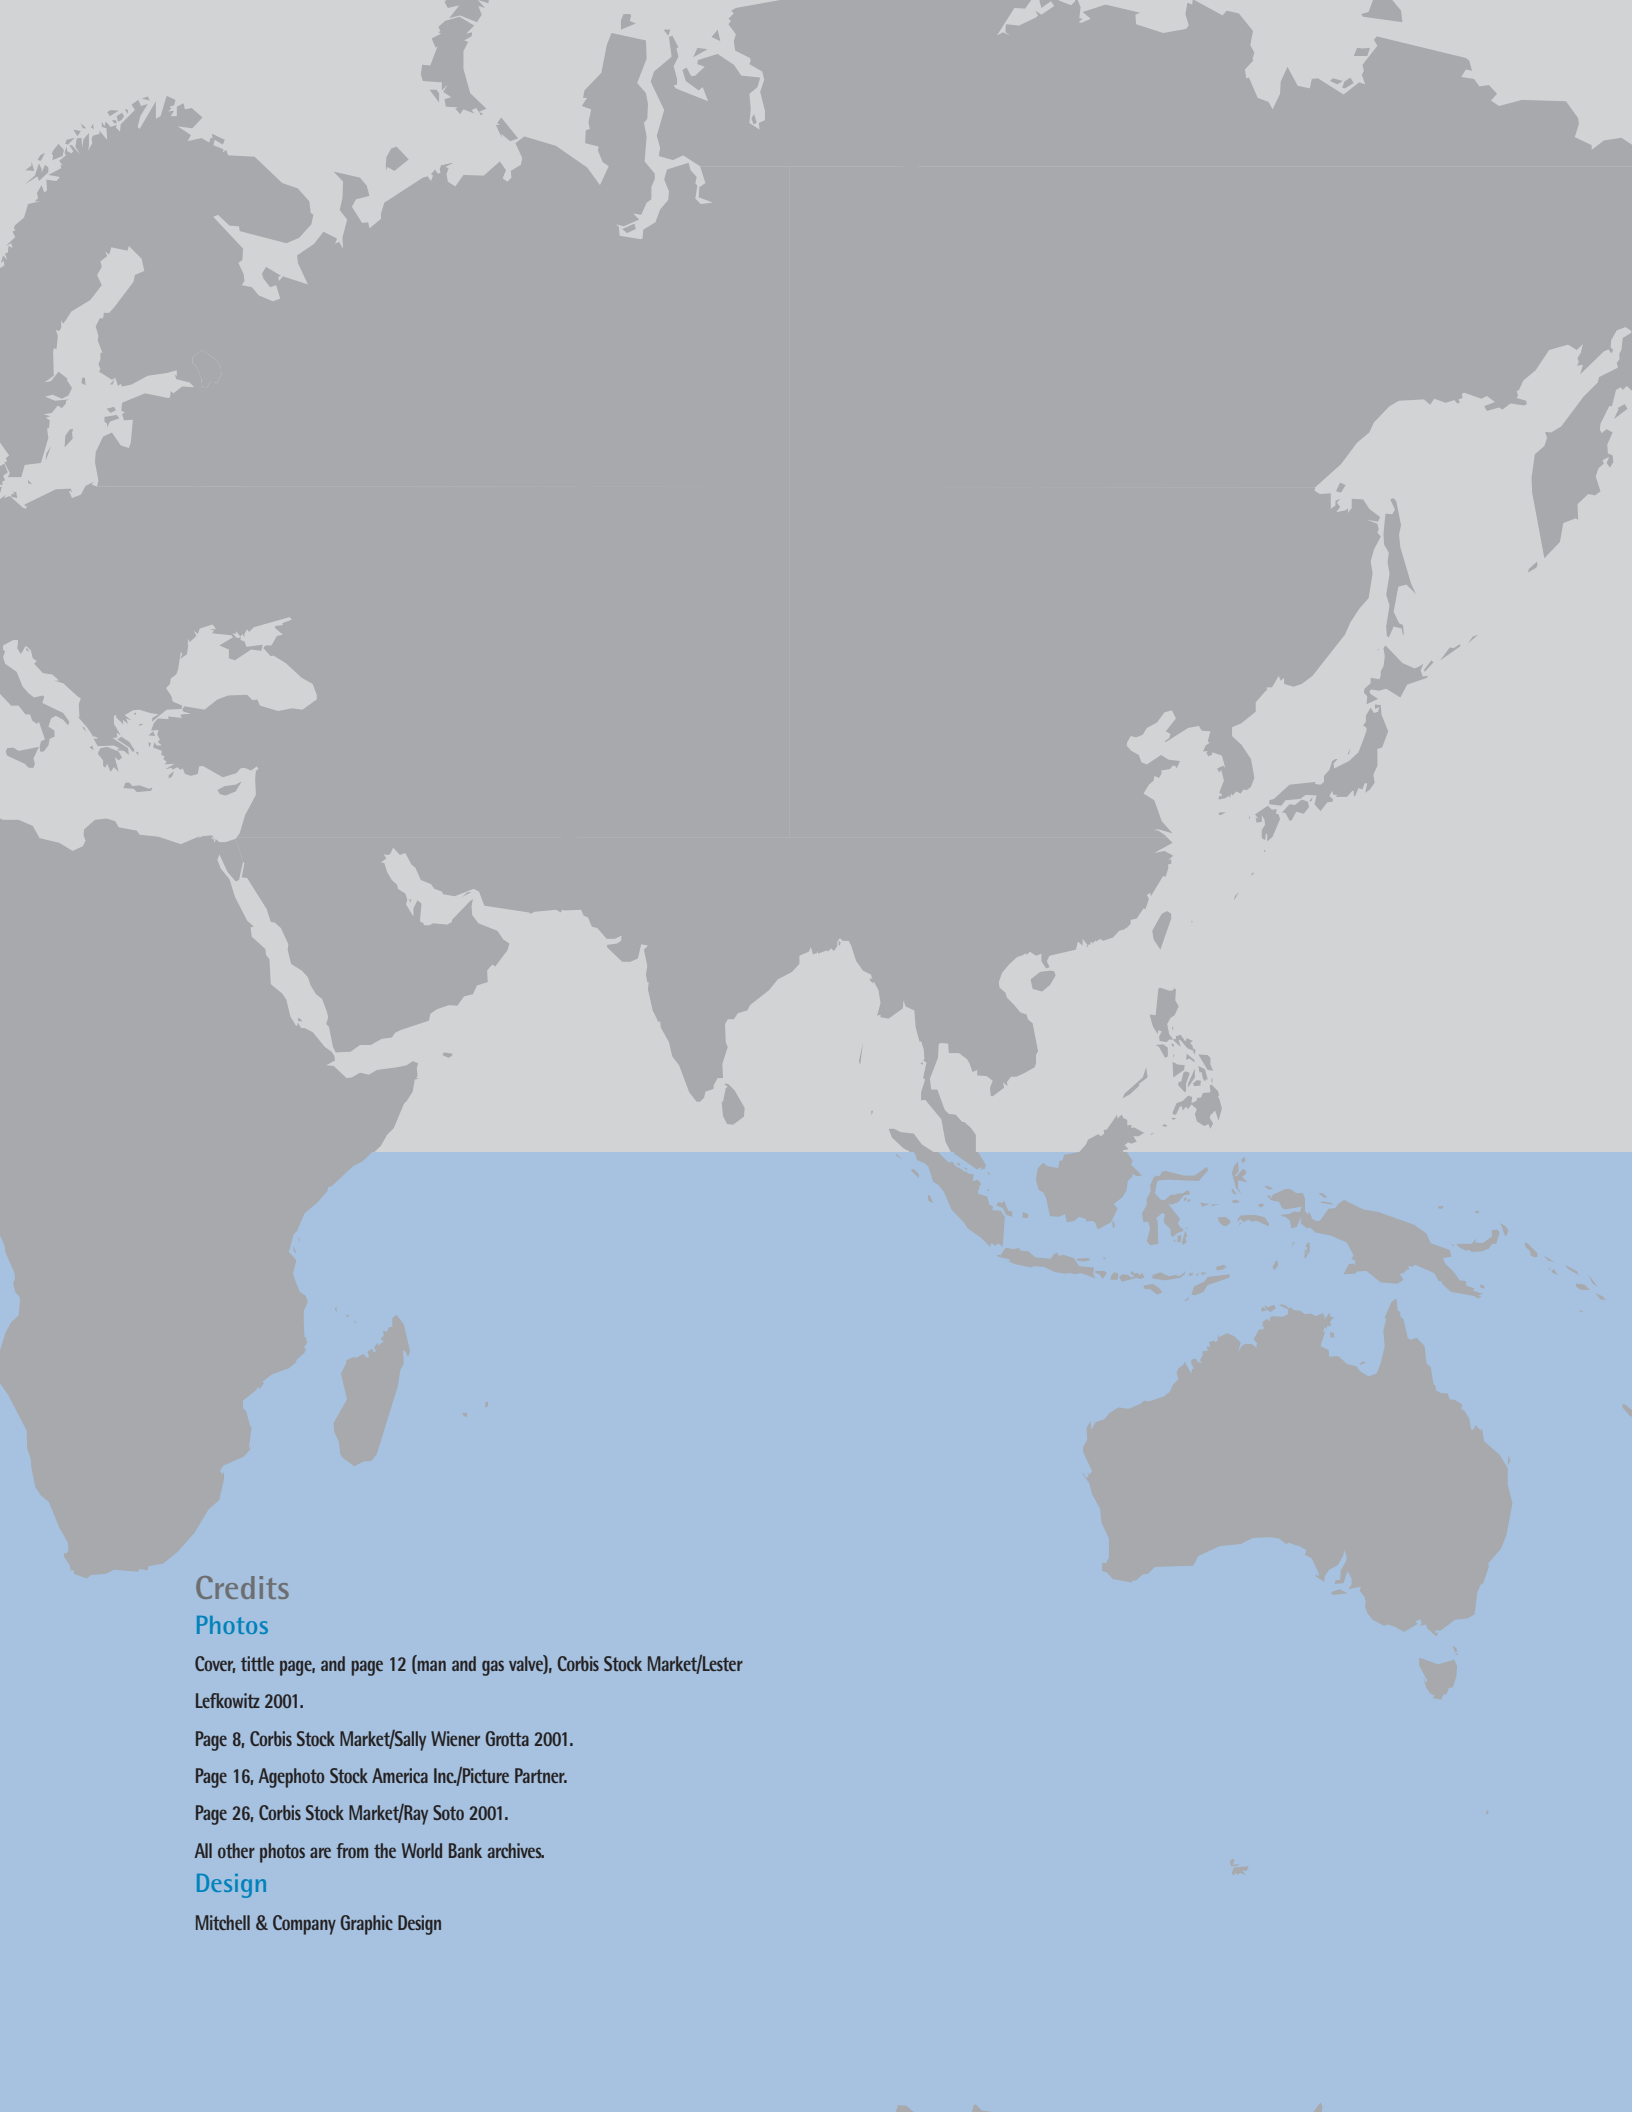 Credits
Photos
Cover, tittle page, and page 12 (man and gas valve), Corbis Stock Market/Lester
Lefkowitz 2001.
Page 8, Corbis Stock Market/Sally Wiener Grotta 2001.
Page 16, Agephoto Stock America Inc./Picture Partner.
Page 26, Corbis Stock Market/Ray Soto 2001.
All other photos are from the World Bank archives.
Design
Mitchell & Company Graphic Design